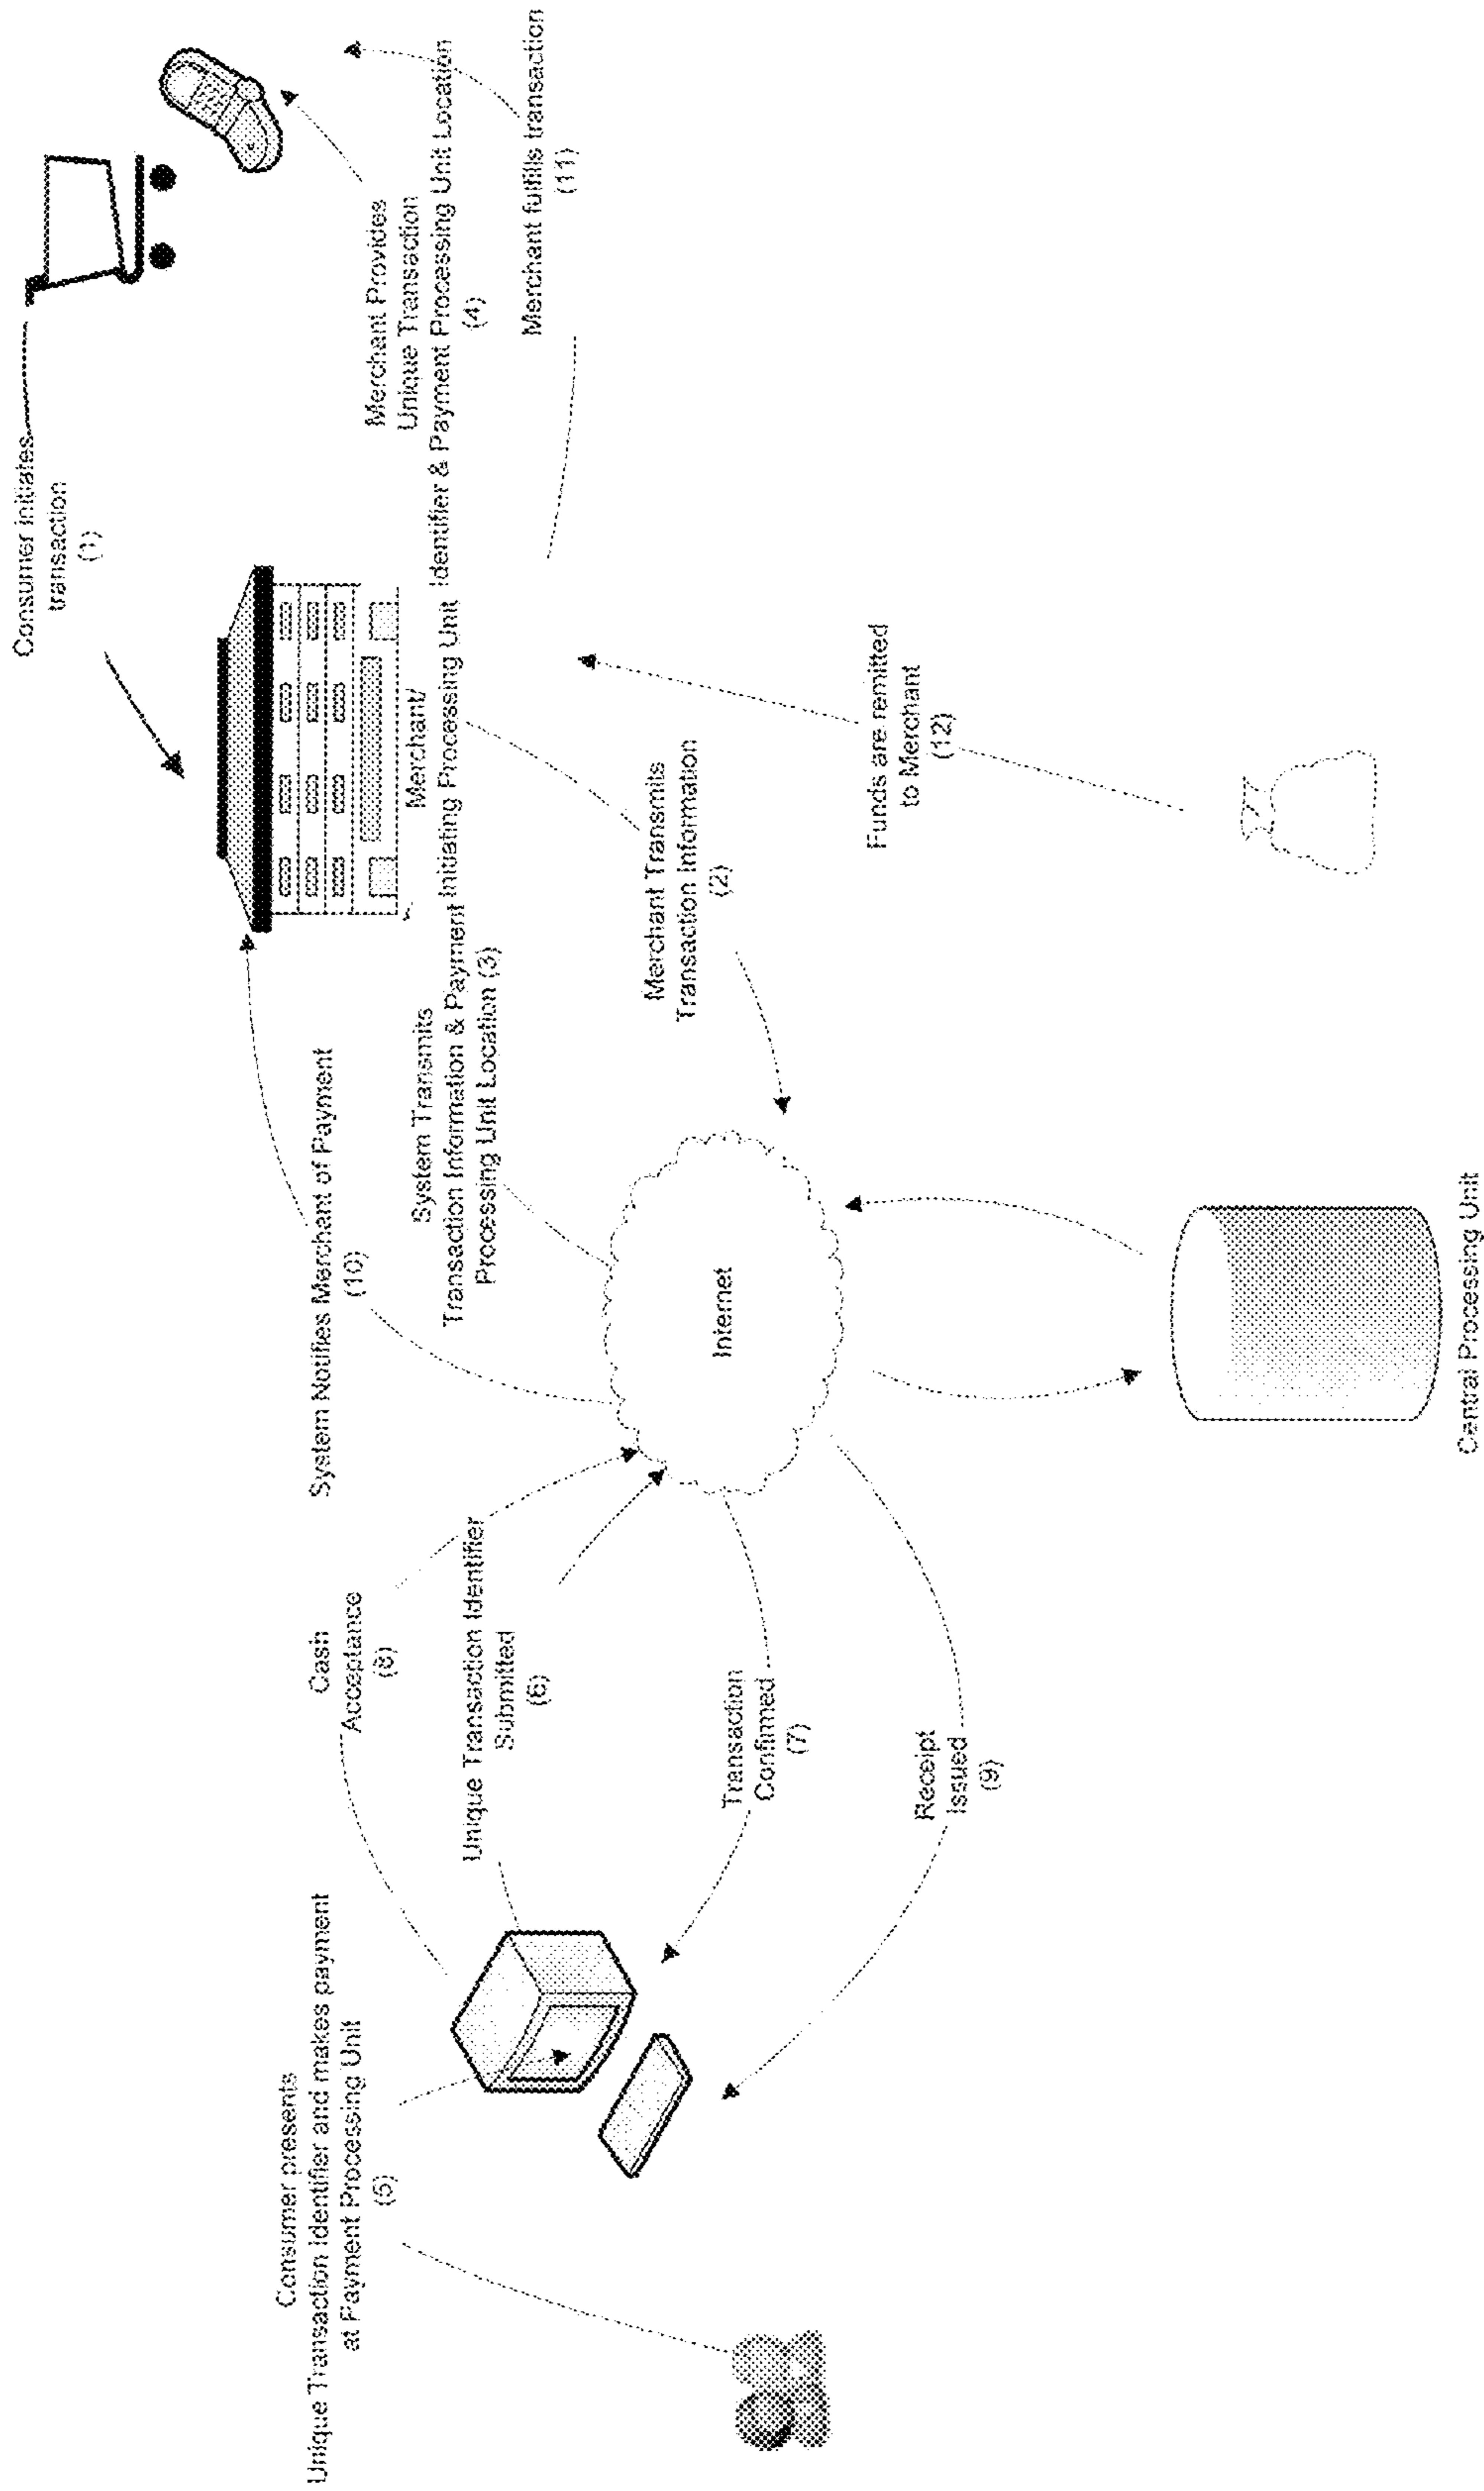 Consumer initiates
transaction
(1)
Merchant Provides
Unique Transaction
Identifier & Payment Processing Unit Location
(4)
Merchant fulfills transaction
(11)
Merchant/
Initiating Processing Unit
System Transmits
Transaction Information & Payment
Processing Unit Location (3)
Merchant Transmits
Transaction Information
(2)
Funds are remitted
to Merchant
(12)
System Notifies Merchant of Payment
(10)
Internet
Central Processing Unit
Cash
Acceptance
(8)
Unique Transaction Identifier
Submitted
(6)
Transaction
Confirmed
(7)
Receipt
Issued
(9)
Consumer presents
Unique Transaction Identifier and makes payment
at Payment Processing Unit
(5)